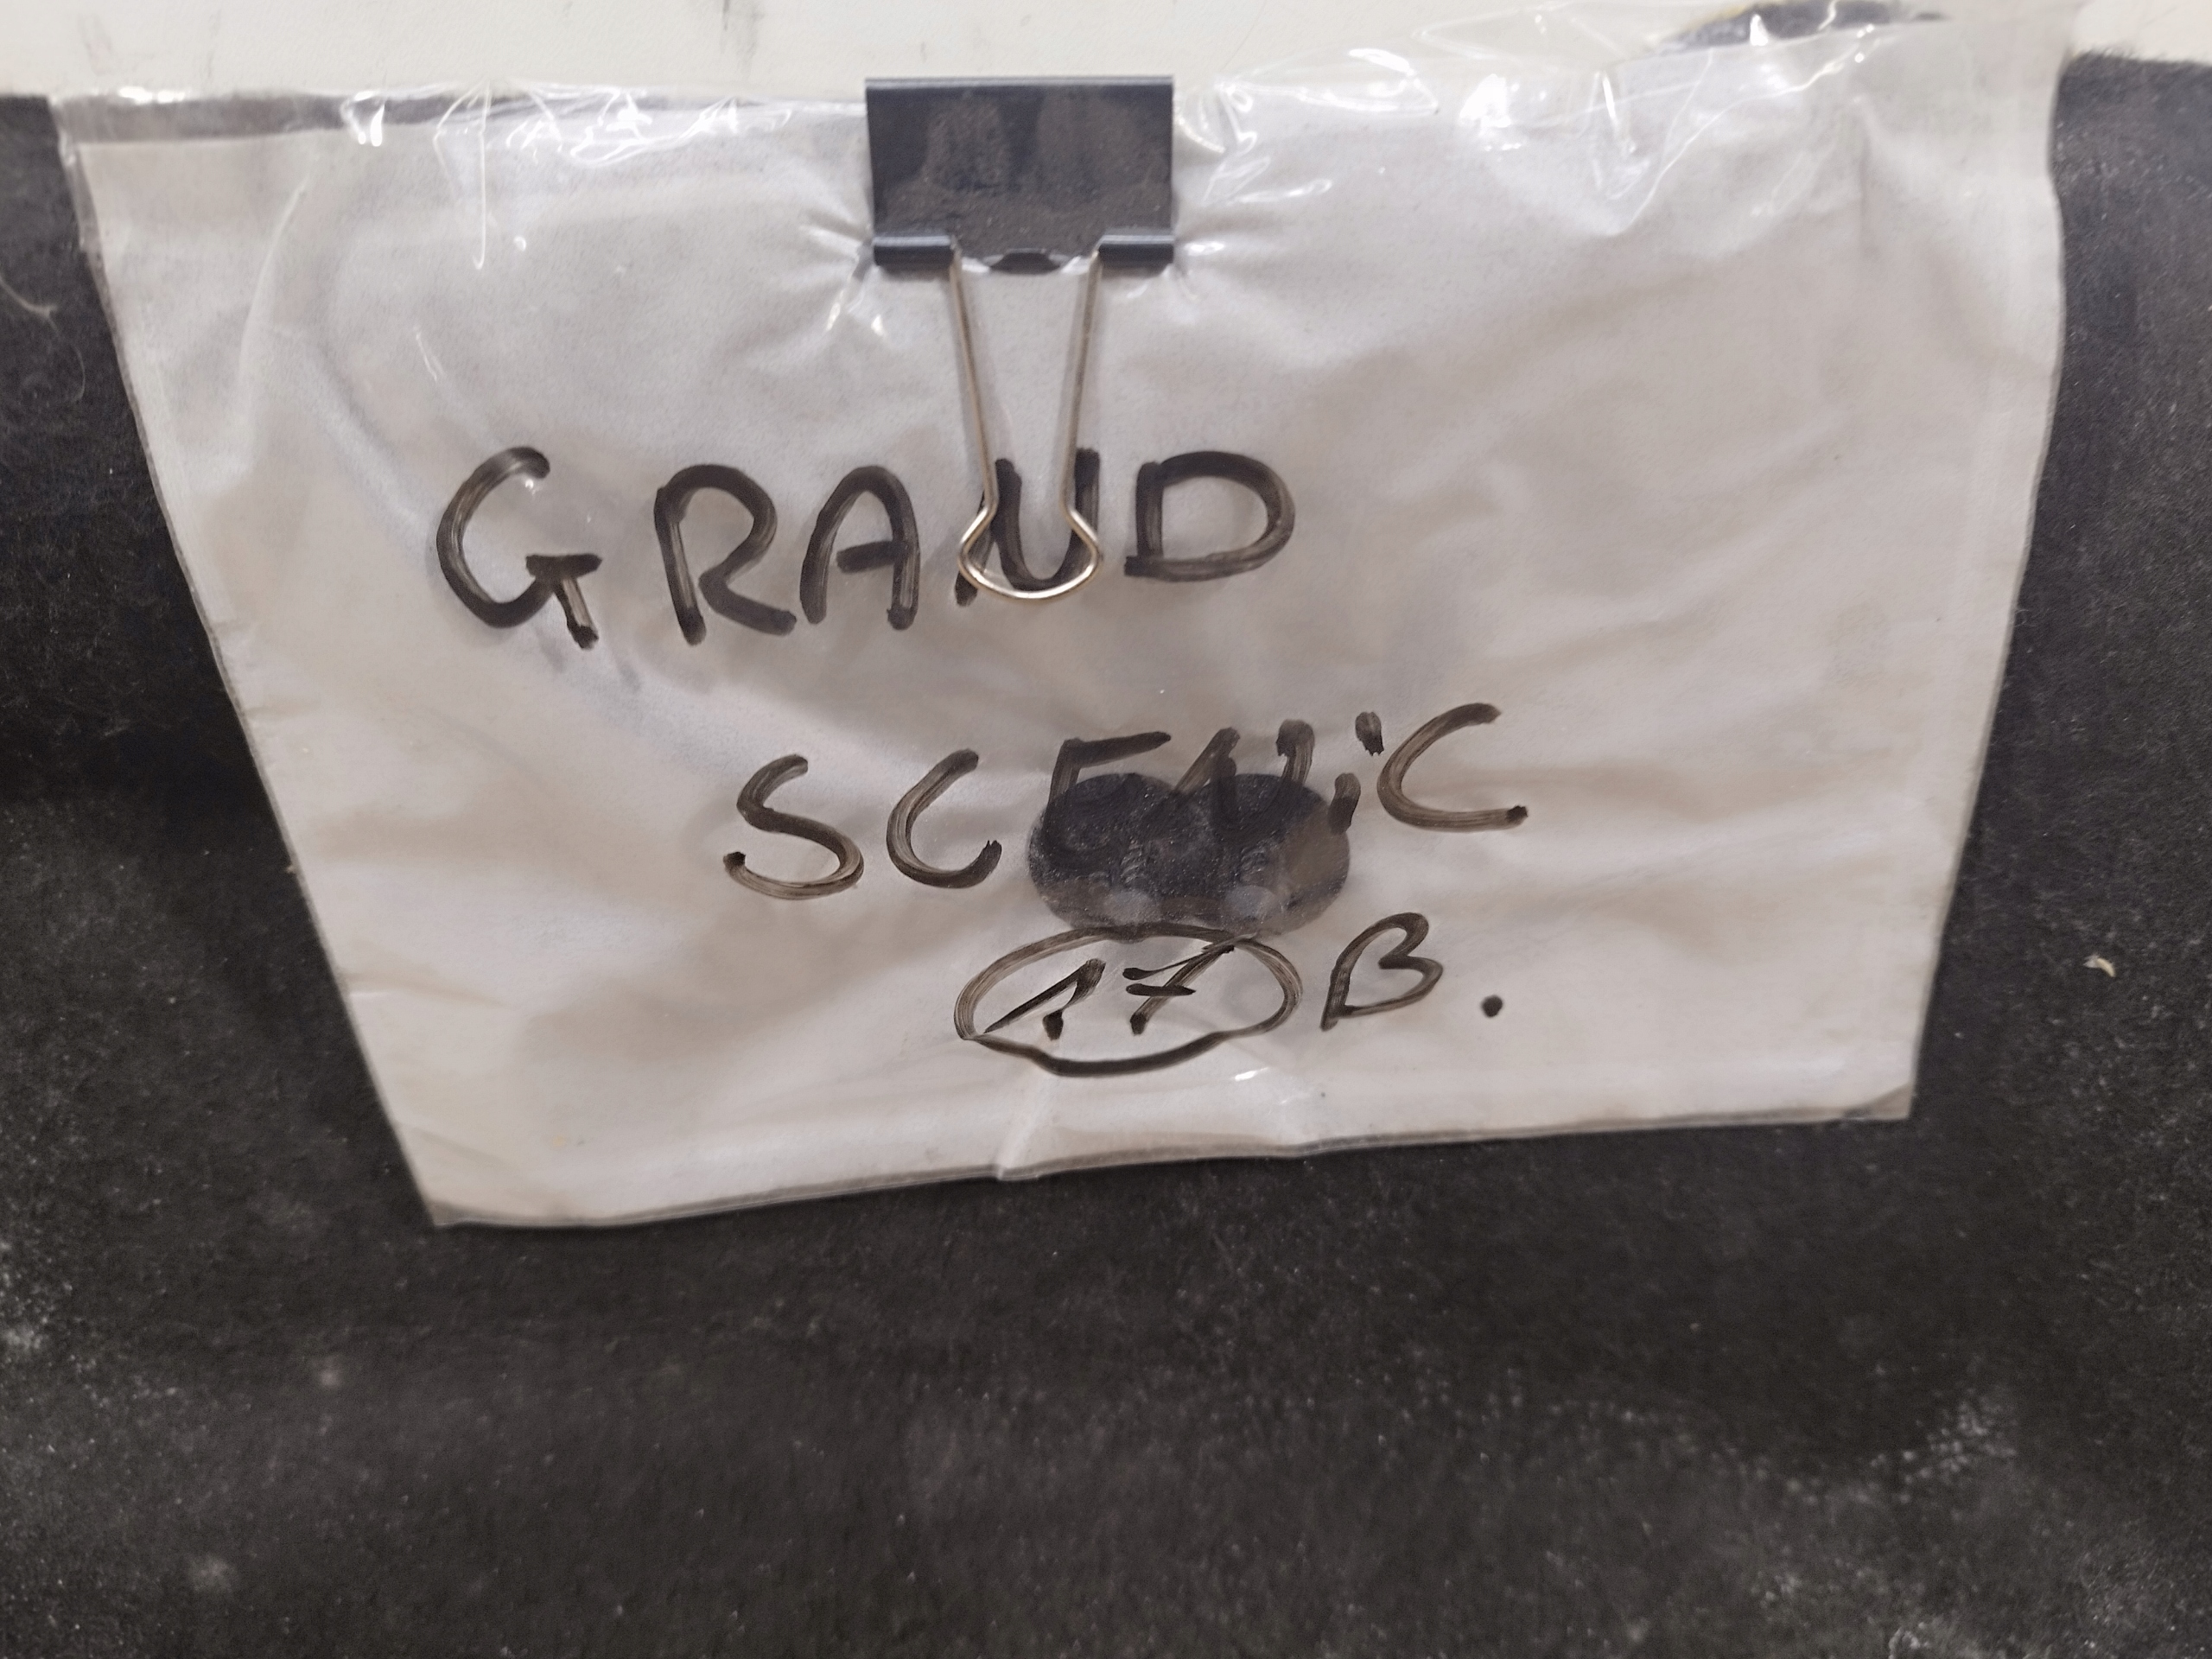 GRAND
SCENiC
17 B.